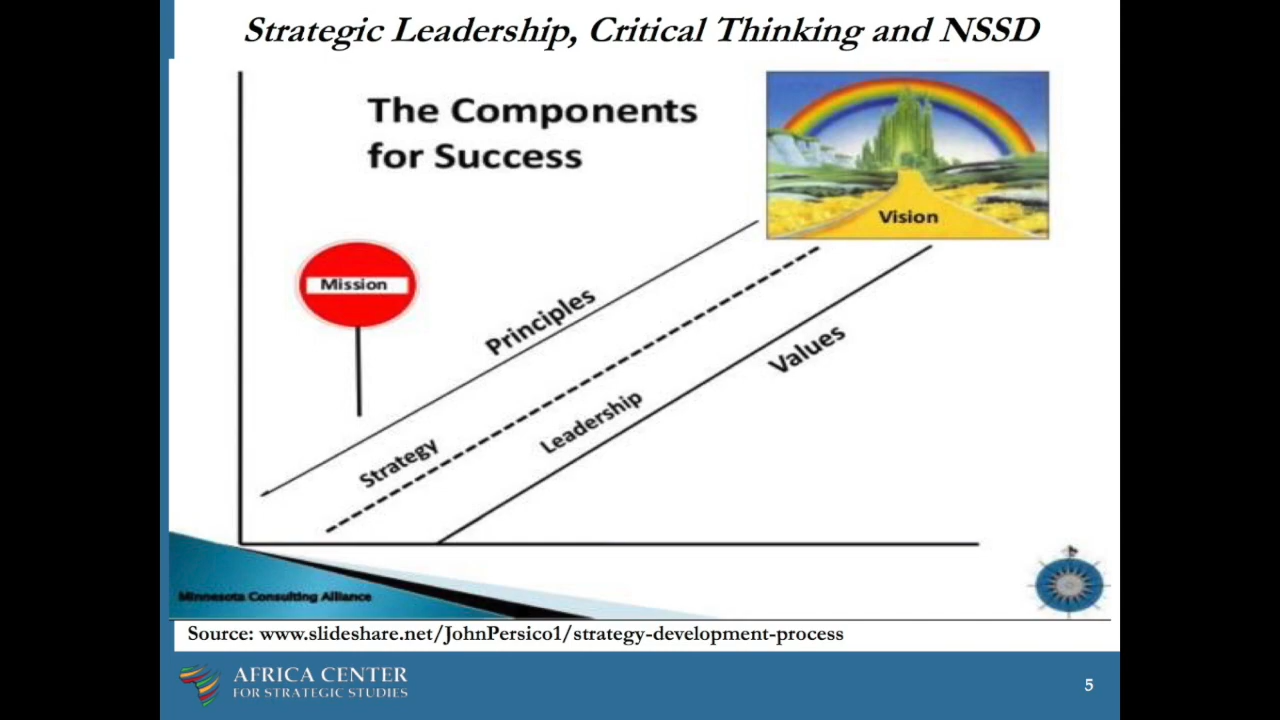 Strategic Leadership, Critical Thinking and NSSD
The Components
for Success
Vision
Mission
Principles
Values
Leadership
Strategy
Minnesota Consulting Alliance
Source: www.slideshare.net/JohnPersico1/strategy-development-process
AFRICA CENTER
FOR STRATEGIC STUDIES
5